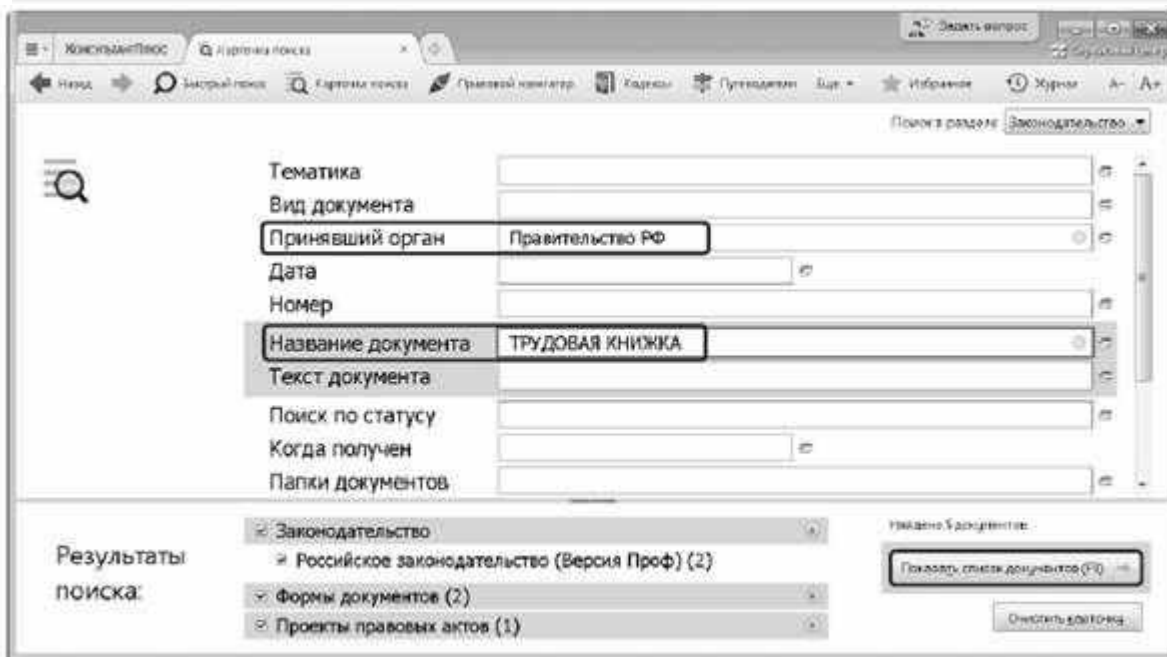 Задать вопрос
КонсультантПлюс Карточка поиска
Назад Быстрый поиск Карточка поиска Правовой навигатор Кодексы Путеводители Еще Избранное Журнал А- А+
Поиск в разделе Законодательство
Тематика
Вид документа
Принявший орган Правительство РФ
Дата
Номер
Название документа ТРУДОВАЯ КНИЖКА
Текст документа
Поиск по статусу
Когда получен
Папки документов
Результаты поиска:
Законодательство
Российское законодательство (Версия Проф) (2)
Формы документов (2)
Проекты правовых актов (1)
Найдено 5 документов
Показать список документов (F9)
Очистить карточку